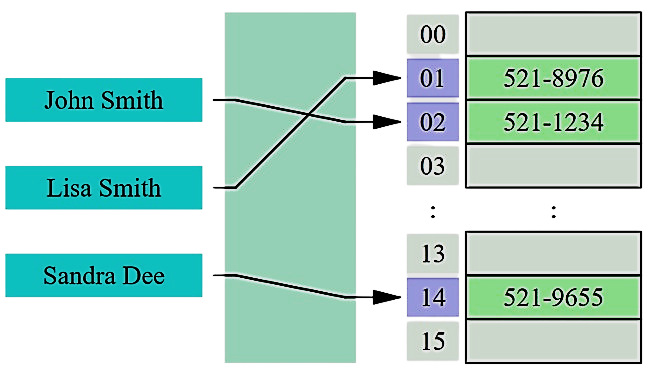 John Smith
Lisa Smith
Sandra Dee
00
01 521-8976
02 521-1234
03
: :
13
14 521-9655
15